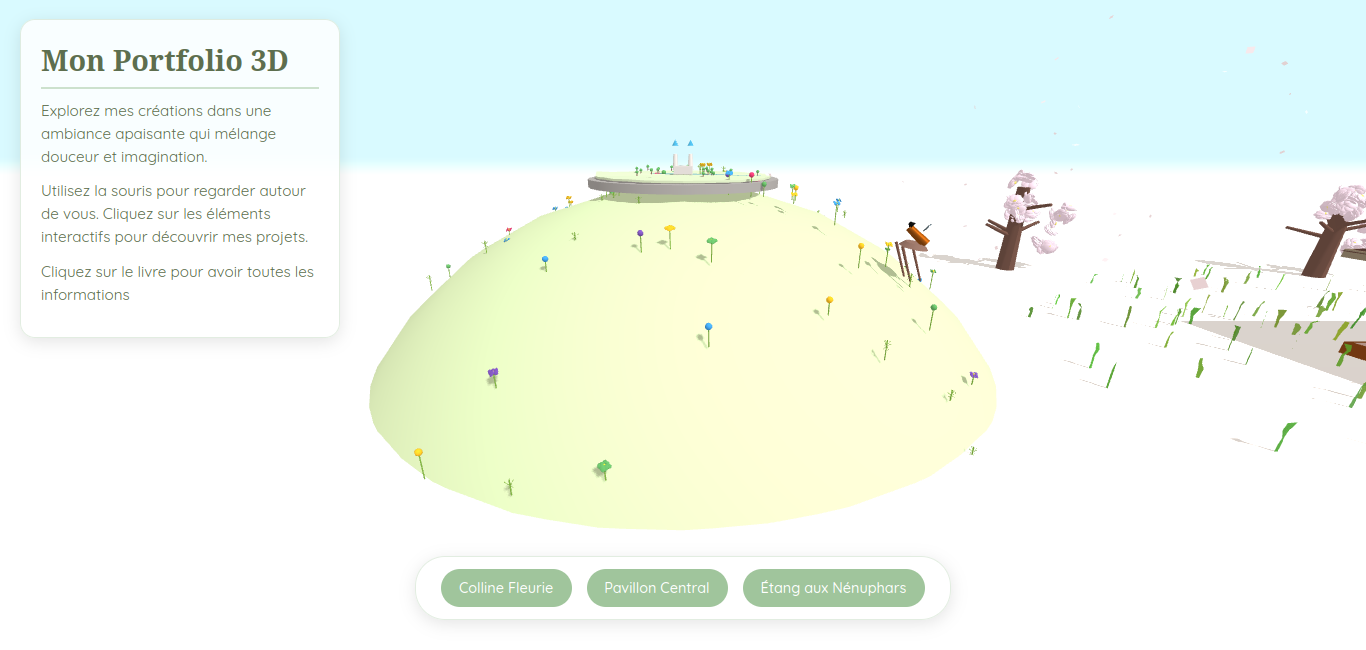 Mon Portfolio 3D
Explorez mes créations dans une
ambiance apaisante qui mélange
douceur et imagination.
Utilisez la souris pour regarder autour
de vous. Cliquez sur les éléments
interactifs pour découvrir mes projets.
Cliquez sur le livre pour avoir toutes les
informations
Colline Fleurie
Pavillon Central
Étang aux Nénuphars